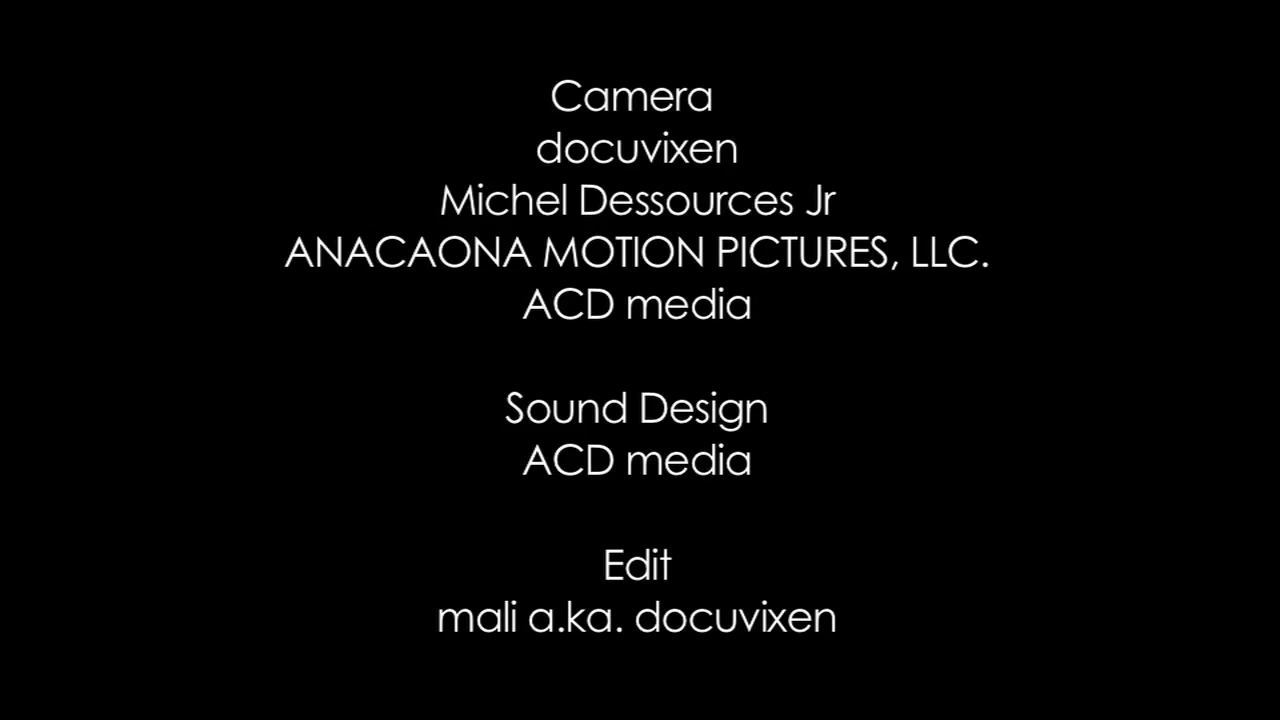 Camera
docuvixen
Michel Dessources Jr
ANACAONA MOTION PICTURES, LLC.
ACD media
Sound Design
ACD media
Edit
mali a.ka. docuvixen